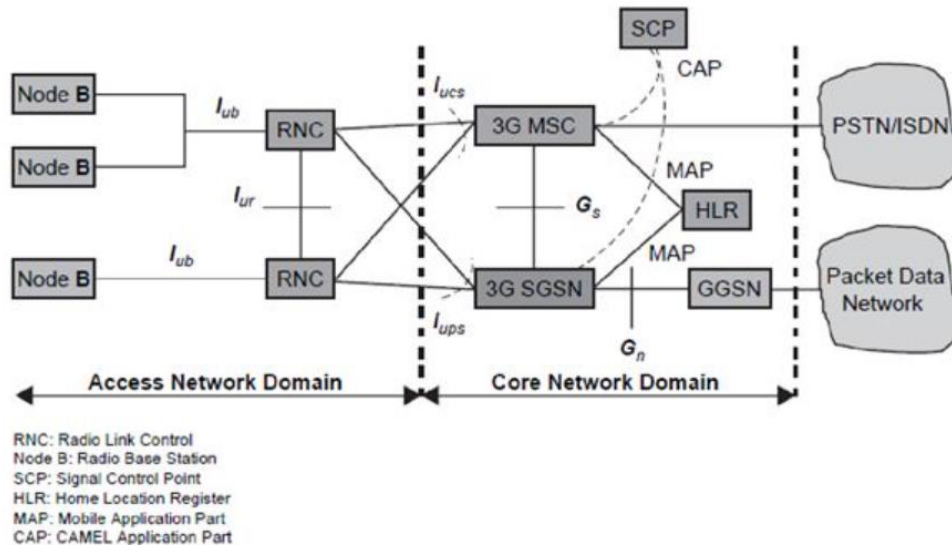 SCP
CAP
Node B
Iub
RNC
Iucs
3G MSC
PSTN/ISDN
Node B
Iur
Gs
MAP
HLR
MAP
Node B
Iub
RNC
Iups
3G SGSN
Gn
GGSN
Packet Data
Network
Access Network Domain
Core Network Domain
RNC: Radio Link Control
Node B: Radio Base Station
SCP: Signal Control Point
HLR: Home Location Register
MAP: Mobile Application Part
CAP: CAMEL Application Part